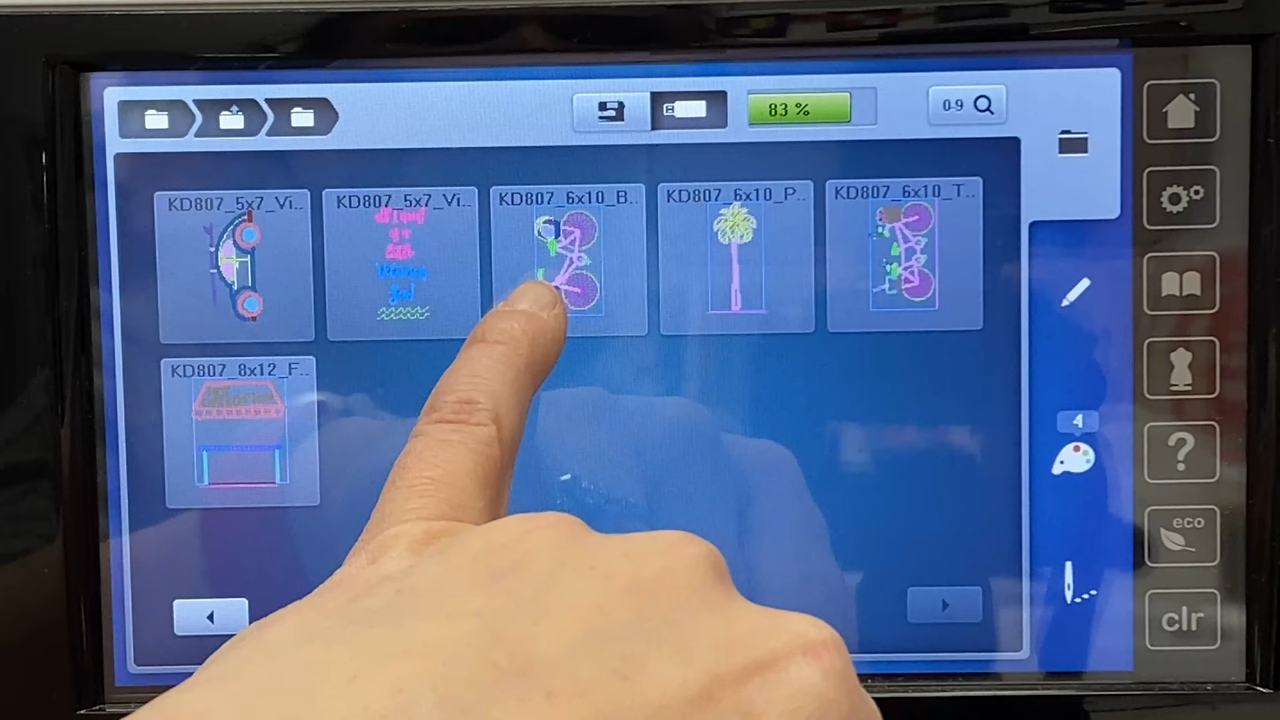 83 %
0-9
KD807_5x7_Vi..
KD807_5x7_Vi..
KD807_6x10_B..
KD807_6x10_P..
KD807_6x10_T..
KD807_8x12_F..
4
?
eco
clr